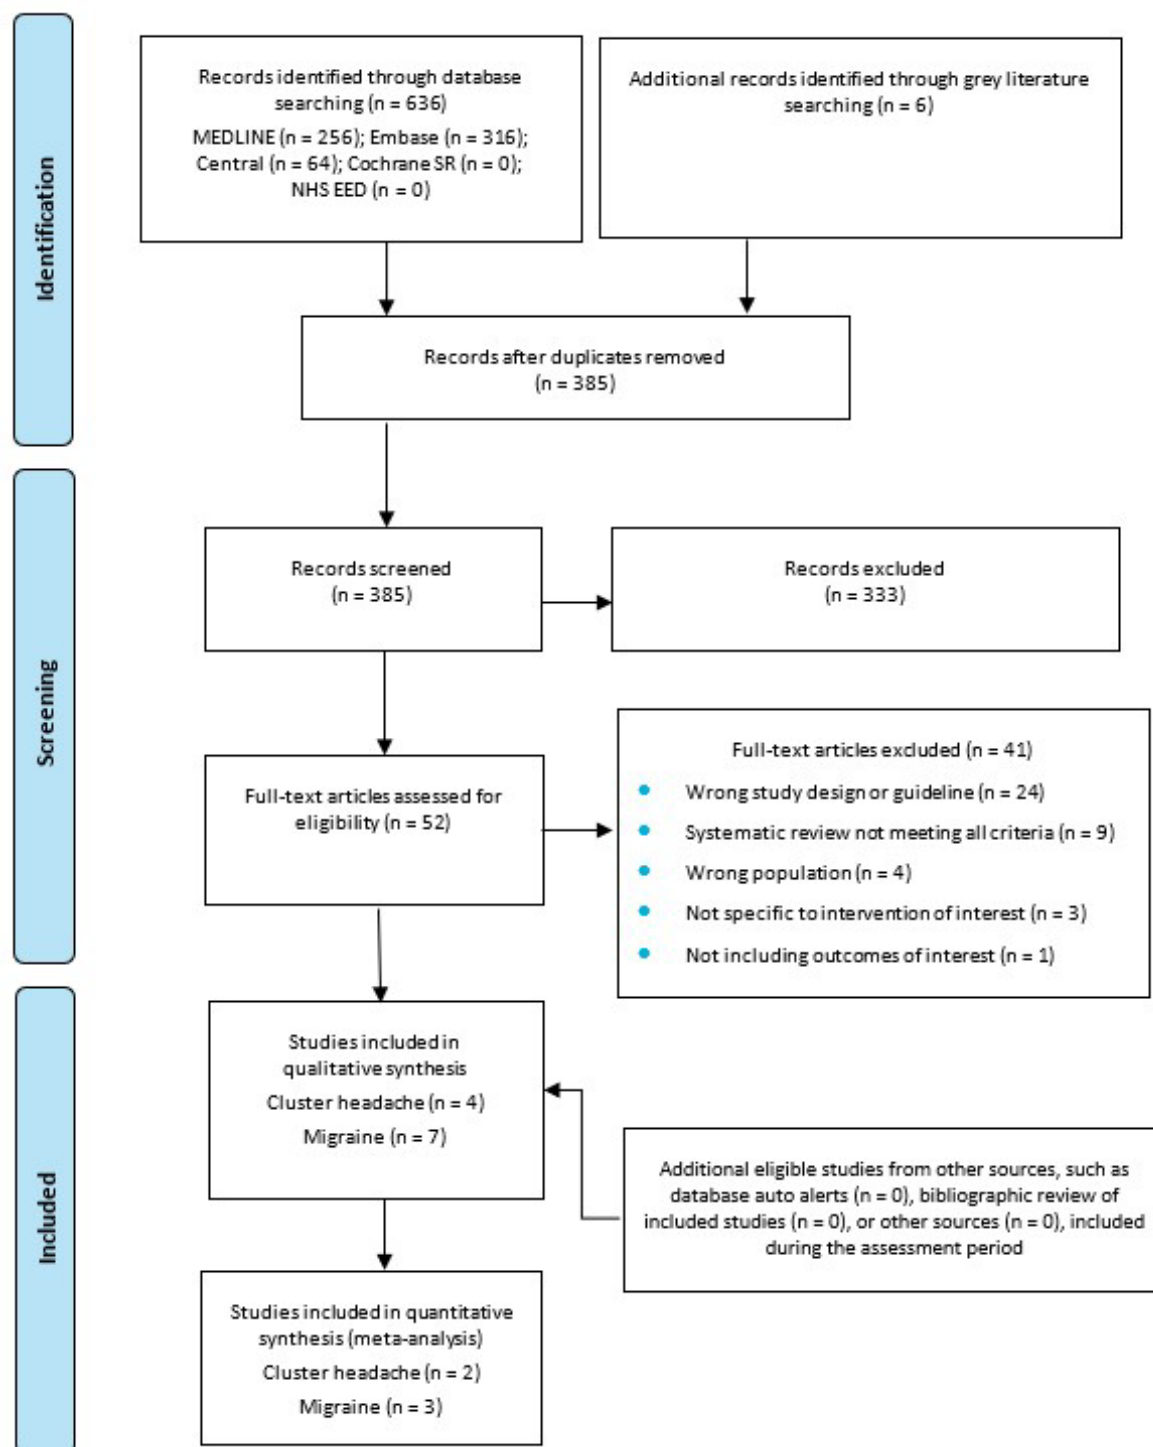 Identification
Records identified through database
searching (n = 636)
MEDLINE (n = 256); Embase (n = 316);
Central (n = 64); Cochrane SR (n = 0);
NHS EED (n = 0)
Additional records identified through grey literature
searching (n = 6)
Records after duplicates removed
(n = 385)
Screening
Records screened
(n = 385)
Records excluded
(n = 333)
Full-text articles assessed for
eligibility (n = 52)
Full-text articles excluded (n = 41)
• Wrong study design or guideline (n = 24)
• Systematic review not meeting all criteria (n = 9)
• Wrong population (n = 4)
• Not specific to intervention of interest (n = 3)
• Not including outcomes of interest (n = 1)
Included
Studies included in
qualitative synthesis
Cluster headache (n = 4)
Migraine (n = 7)
Additional eligible studies from other sources, such as
database auto alerts (n = 0), bibliographic review of
included studies (n = 0), or other sources (n = 0), included
during the assessment period
Studies included in quantitative
synthesis (meta-analysis)
Cluster headache (n = 2)
Migraine (n = 3)